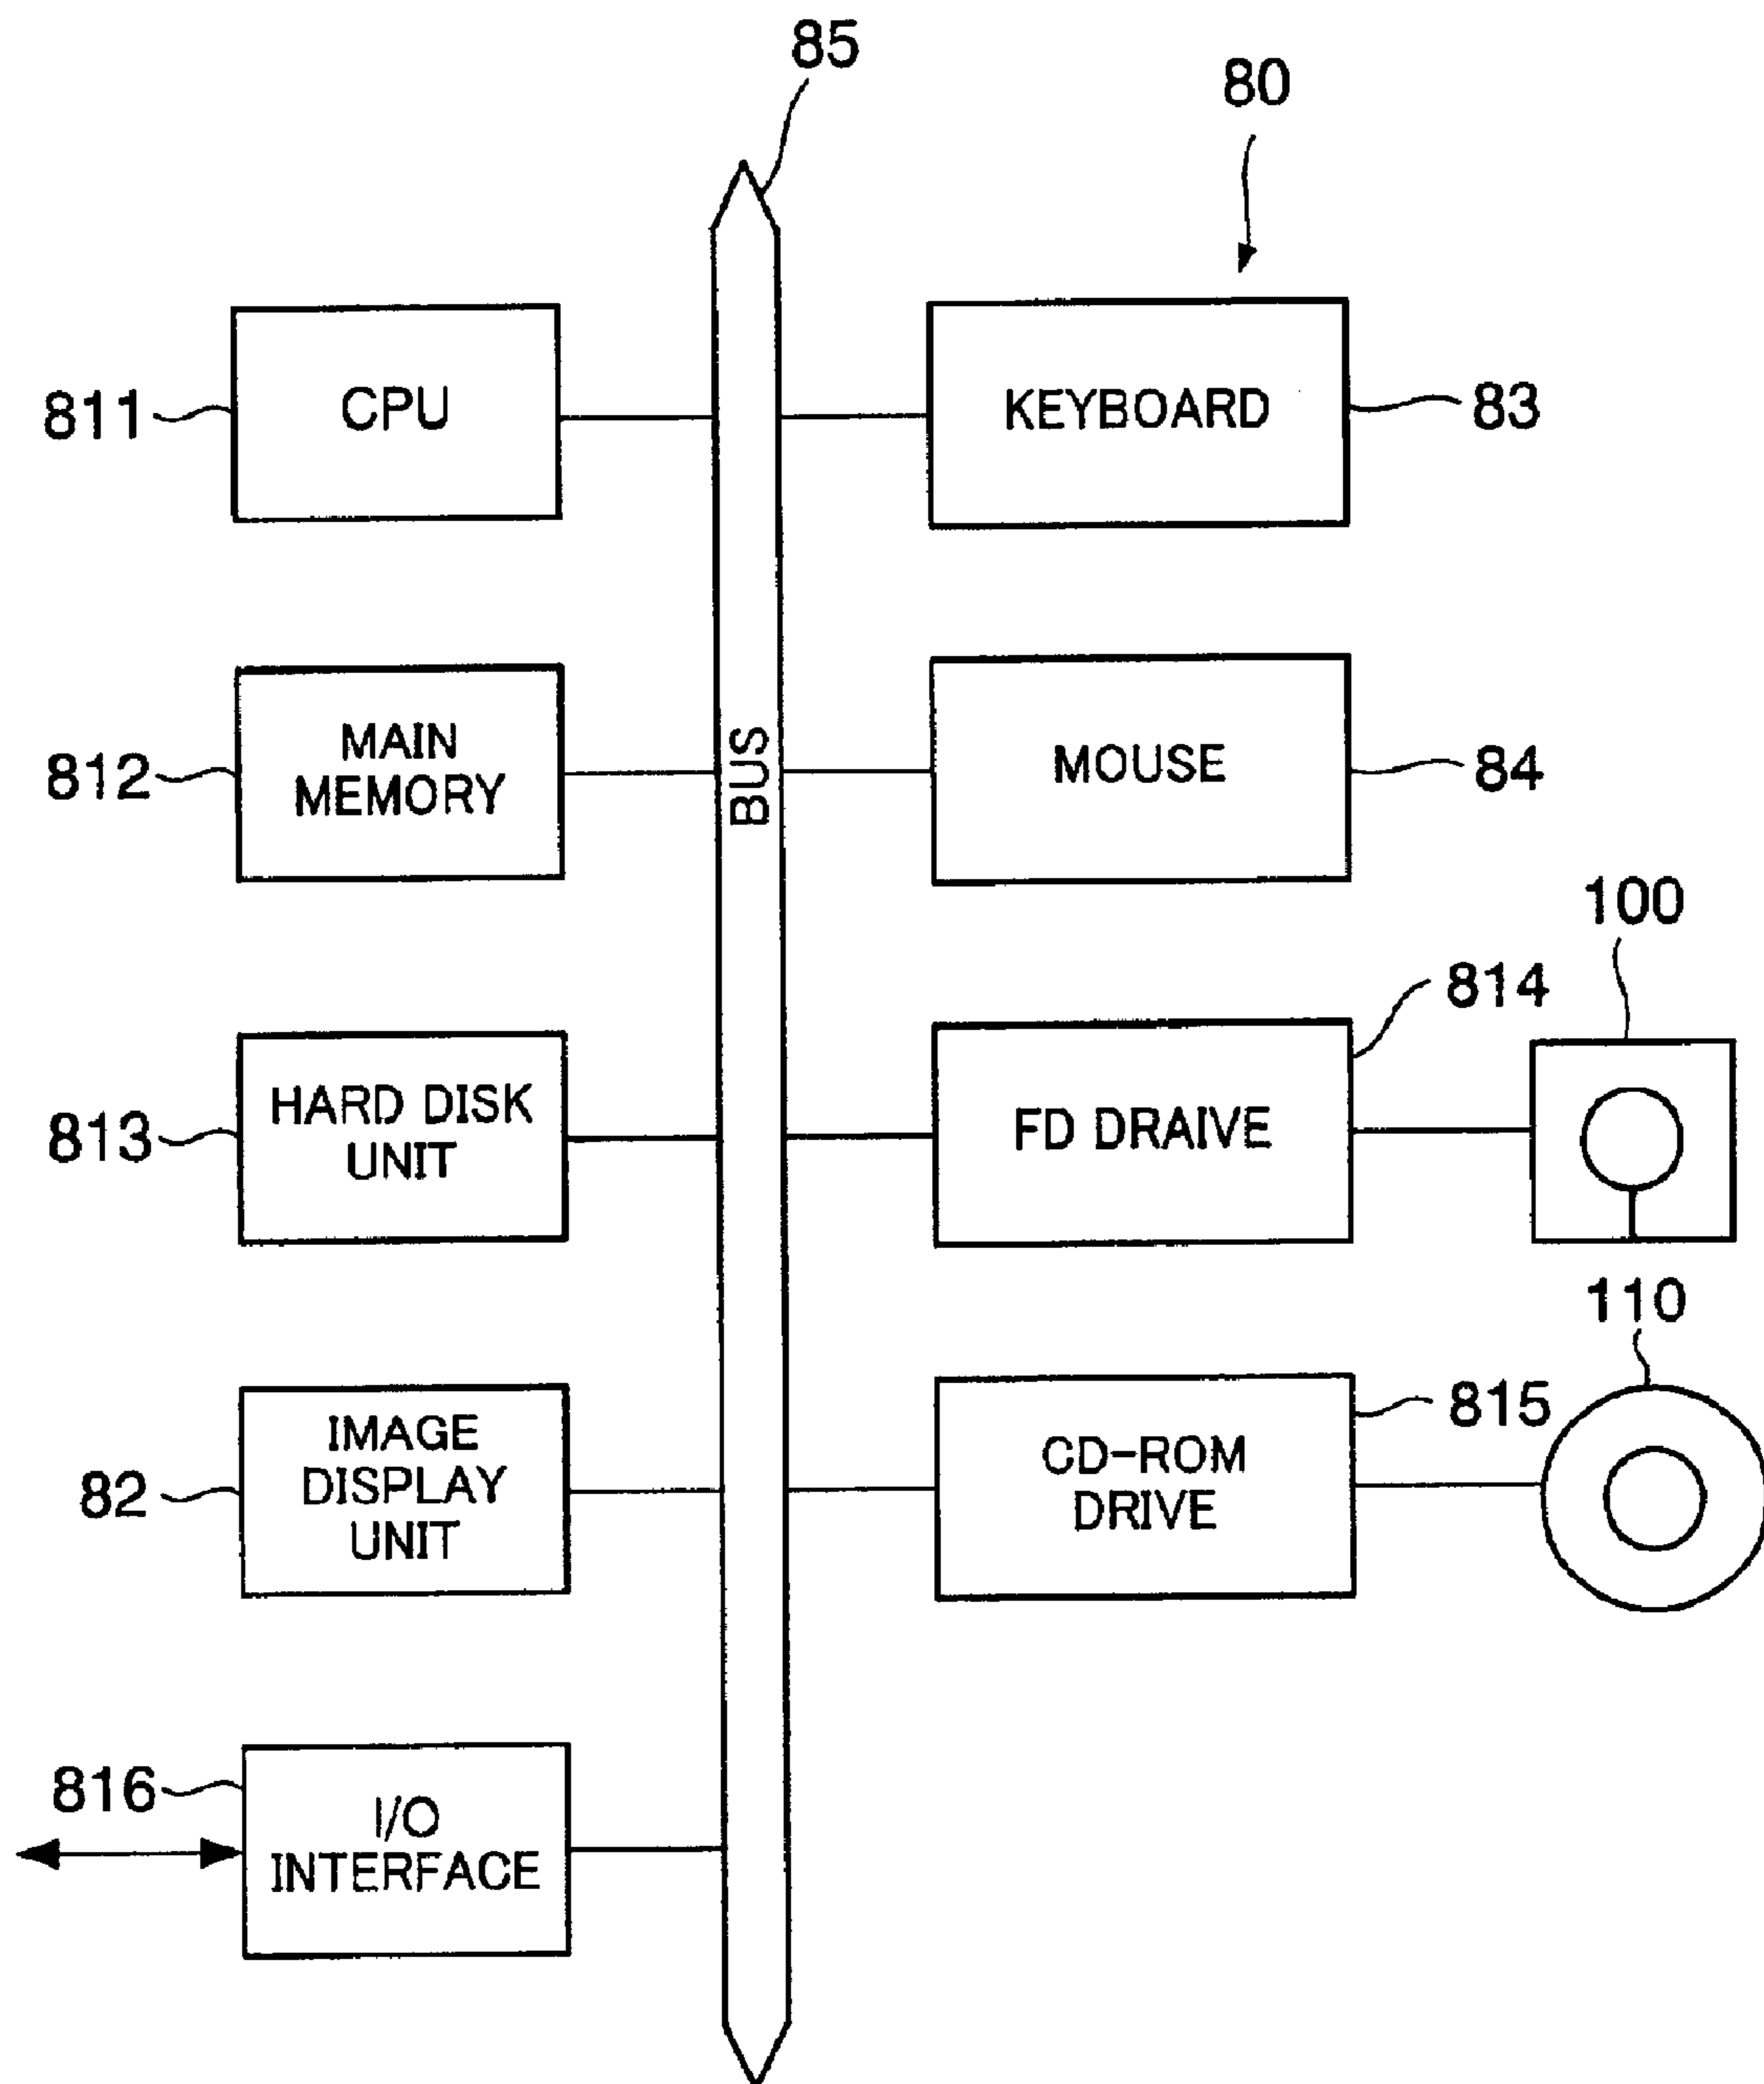 85
80
811
CPU
KEYBOARD
83
812
MAIN
MEMORY
BUS
MOUSE
84
100
814
813
HARD DISK
UNIT
FD DRAIVE
110
815
82
IMAGE
DISPLAY
UNIT
CD-ROM
DRIVE
816
I/O
INTERFACE